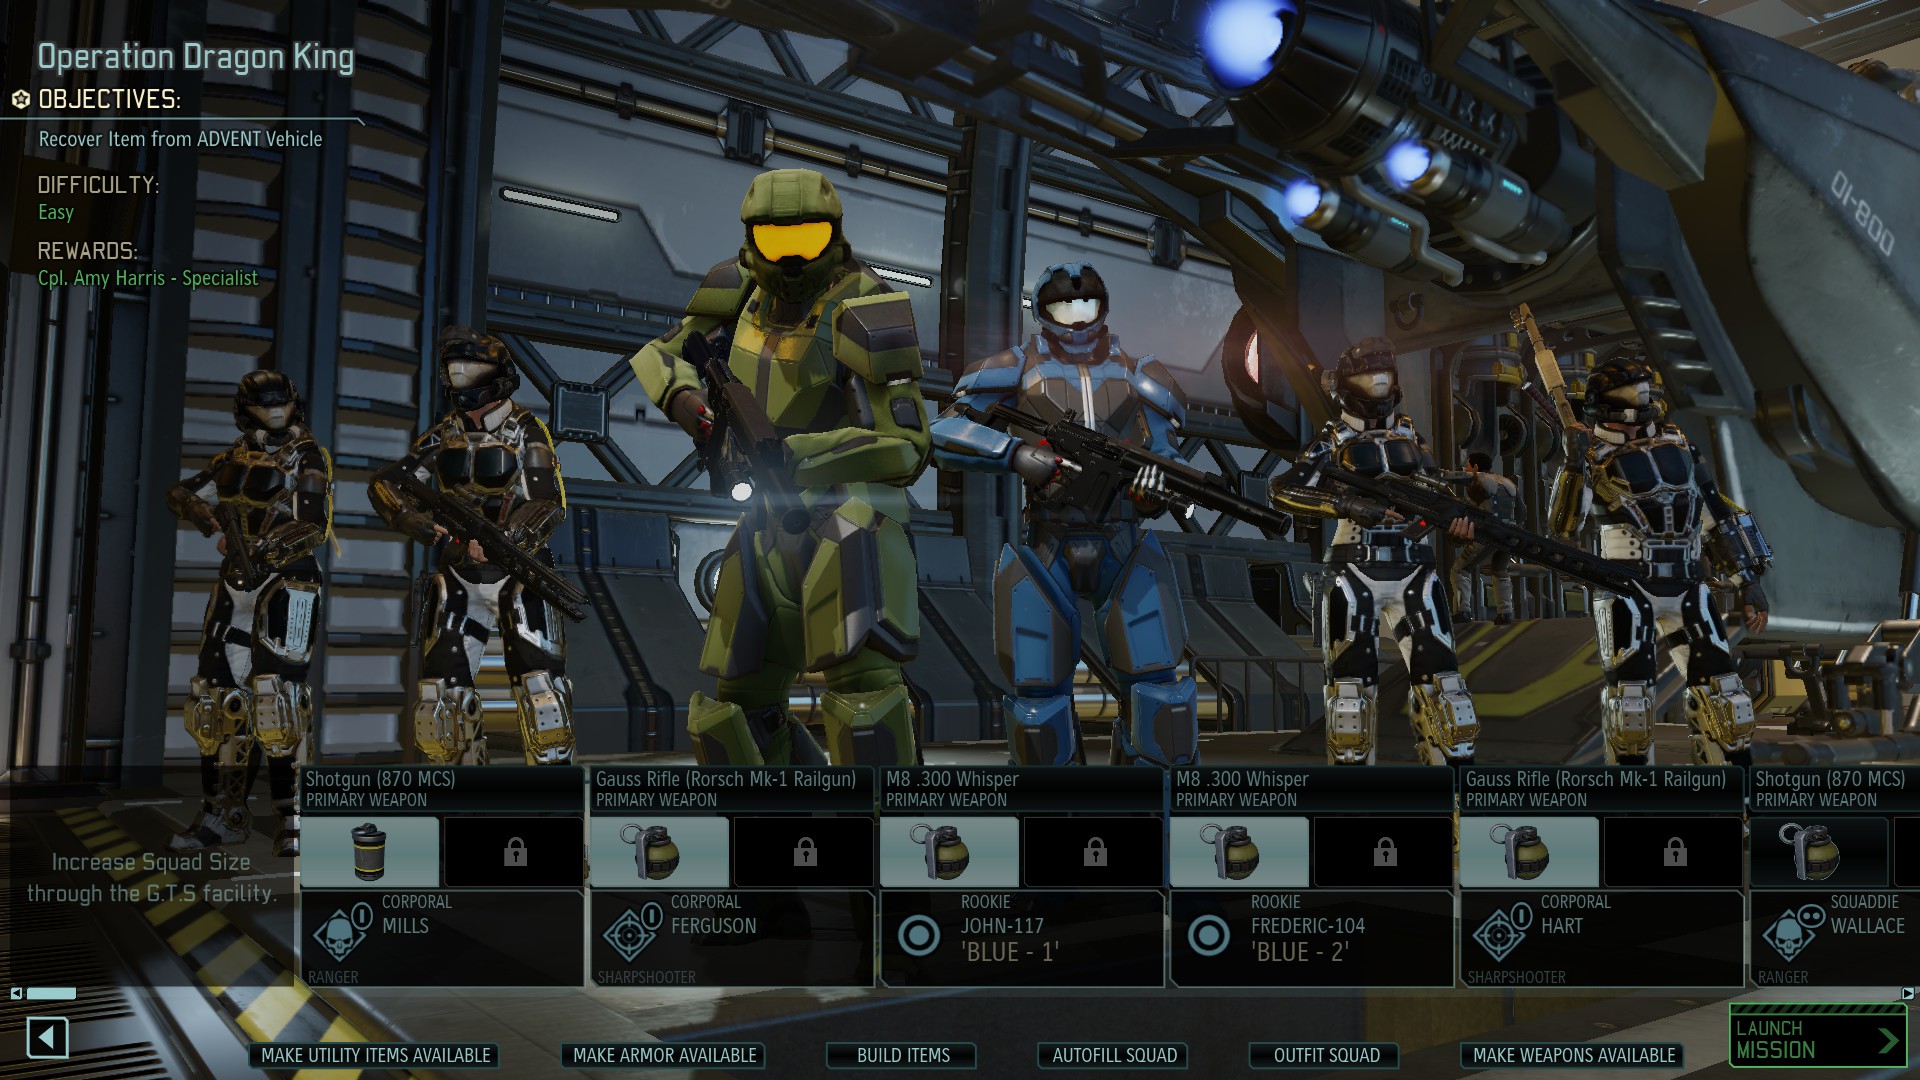 Operation Dragon King
OBJECTIVES:
Recover Item from ADVENT Vehicle
DIFFICULTY:
Easy
REWARDS:
Cpl. Amy Harris - Specialist
01-800
Shotgun (870 MCS)
PRIMARY WEAPON
Gauss Rifle (Rorsch Mk-1 Railgun)
PRIMARY WEAPON
M8 .300 Whisper
PRIMARY WEAPON
M8 .300 Whisper
PRIMARY WEAPON
Gauss Rifle (Rorsch Mk-1 Railgun)
PRIMARY WEAPON
Shotgun (870 MCS)
PRIMARY WEAPON
Increase Squad Size
through the G.T.S facility.
CORPORAL
MILLS
RANGER
CORPORAL
FERGUSON
SHARPSHOOTER
ROOKIE
JOHN-117
'BLUE - 1'
ROOKIE
FREDERIC-104
'BLUE - 2'
CORPORAL
HART
SHARPSHOOTER
SQUADDIE
WALLACE
RANGER
MAKE UTILITY ITEMS AVAILABLE
MAKE ARMOR AVAILABLE
BUILD ITEMS
AUTOFILL SQUAD
OUTFIT SQUAD
MAKE WEAPONS AVAILABLE
LAUNCH
MISSION